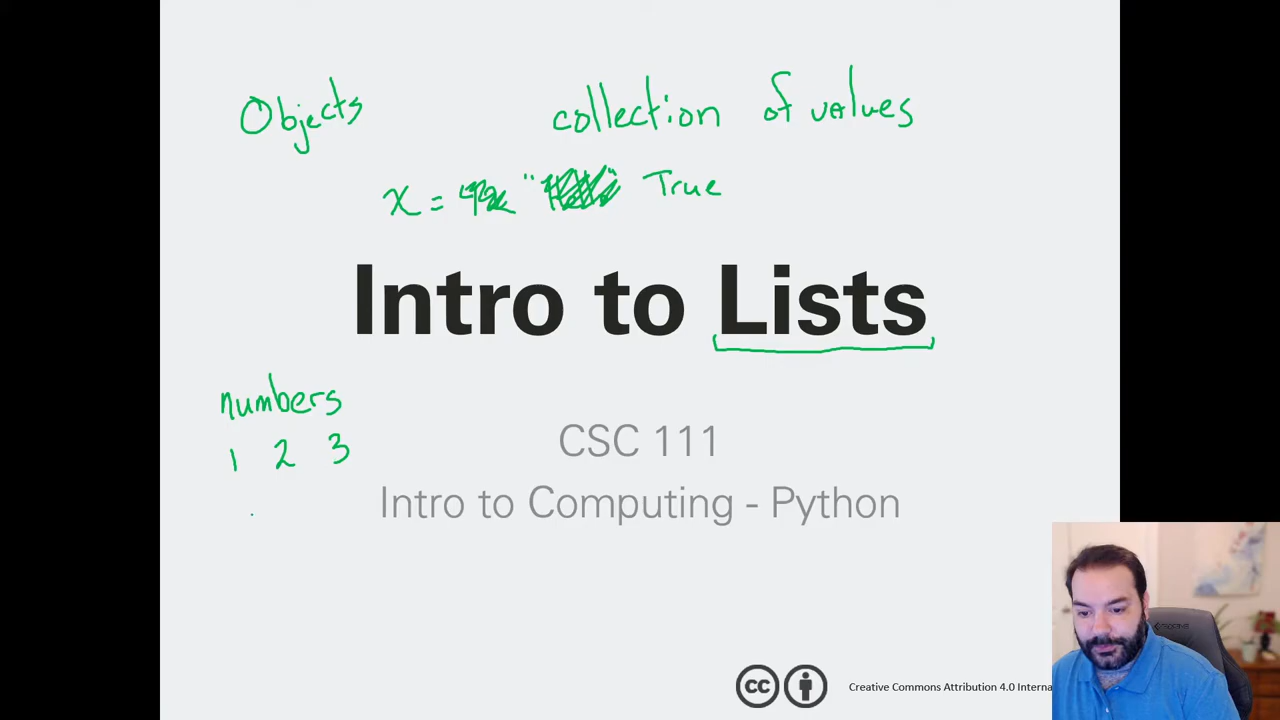 Objects collection of values
x = True
Intro to Lists
numbers
1 2 3
CSC 111
Intro to Computing - Python
cc
Creative Commons Attribution 4.0 Interna